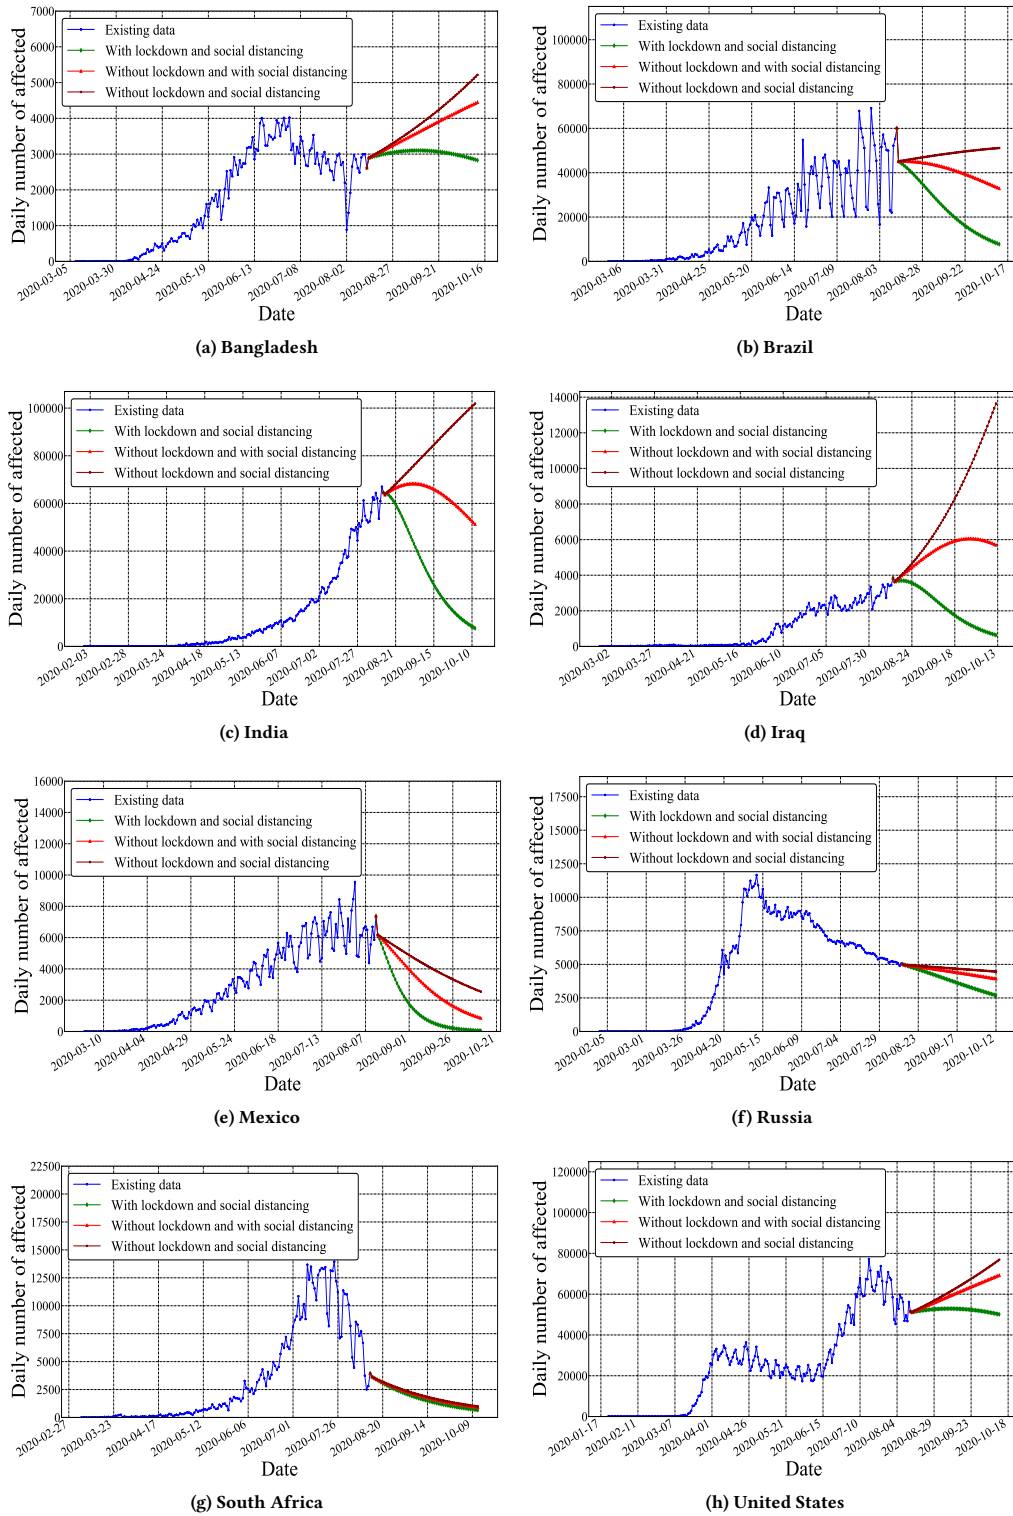 7000
6000
5000
4000
3000
2000
1000
0
Daily number of affected
Existing data
With lockdown and social distancing
Without lockdown and with social distancing
Without lockdown and social distancing
2020-03-05
2020-03-30
2020-04-24
2020-05-19
2020-06-13
2020-07-08
2020-08-02
2020-08-27
2020-09-21
2020-10-16
Date
(a) Bangladesh
100000
80000
60000
40000
20000
0
Daily number of affected
Existing data
With lockdown and social distancing
Without lockdown and with social distancing
Without lockdown and social distancing
2020-03-06
2020-03-31
2020-04-25
2020-05-20
2020-06-14
2020-07-09
2020-08-03
2020-08-28
2020-09-22
2020-10-17
Date
(b) Brazil
100000
80000
60000
40000
20000
0
Daily number of affected
Existing data
With lockdown and social distancing
Without lockdown and with social distancing
Without lockdown and social distancing
2020-02-03
2020-02-28
2020-03-24
2020-04-18
2020-05-13
2020-06-07
2020-07-02
2020-07-27
2020-08-21
2020-09-15
2020-10-10
Date
(c) India
14000
12000
10000
8000
6000
4000
2000
0
Daily number of affected
Existing data
With lockdown and social distancing
Without lockdown and with social distancing
Without lockdown and social distancing
2020-03-02
2020-03-27
2020-04-21
2020-05-16
2020-06-10
2020-07-05
2020-07-30
2020-08-24
2020-09-18
2020-10-13
Date
(d) Iraq
16000
14000
12000
10000
8000
6000
4000
2000
0
Daily number of affected
Existing data
With lockdown and social distancing
Without lockdown and with social distancing
Without lockdown and social distancing
2020-03-10
2020-04-04
2020-04-29
2020-05-24
2020-06-18
2020-07-13
2020-08-07
2020-09-01
2020-09-26
2020-10-21
Date
(e) Mexico
17500
15000
12500
10000
7500
5000
2500
0
Daily number of affected
Existing data
With lockdown and social distancing
Without lockdown and with social distancing
Without lockdown and social distancing
2020-02-05
2020-03-01
2020-03-26
2020-04-20
2020-05-15
2020-06-09
2020-07-04
2020-07-29
2020-08-23
2020-09-17
2020-10-12
Date
(f) Russia
22500
20000
17500
15000
12500
10000
7500
5000
2500
0
Daily number of affected
Existing data
With lockdown and social distancing
Without lockdown and with social distancing
Without lockdown and social distancing
2020-02-27
2020-03-23
2020-04-17
2020-05-12
2020-06-06
2020-07-01
2020-07-26
2020-08-20
2020-09-14
2020-10-09
Date
(g) South Africa
120000
100000
80000
60000
40000
20000
0
Daily number of affected
Existing data
With lockdown and social distancing
Without lockdown and with social distancing
Without lockdown and social distancing
2020-01-17
2020-02-11
2020-03-07
2020-04-01
2020-04-26
2020-05-21
2020-06-15
2020-07-10
2020-08-04
2020-08-29
2020-09-23
2020-10-18
Date
(h) United States